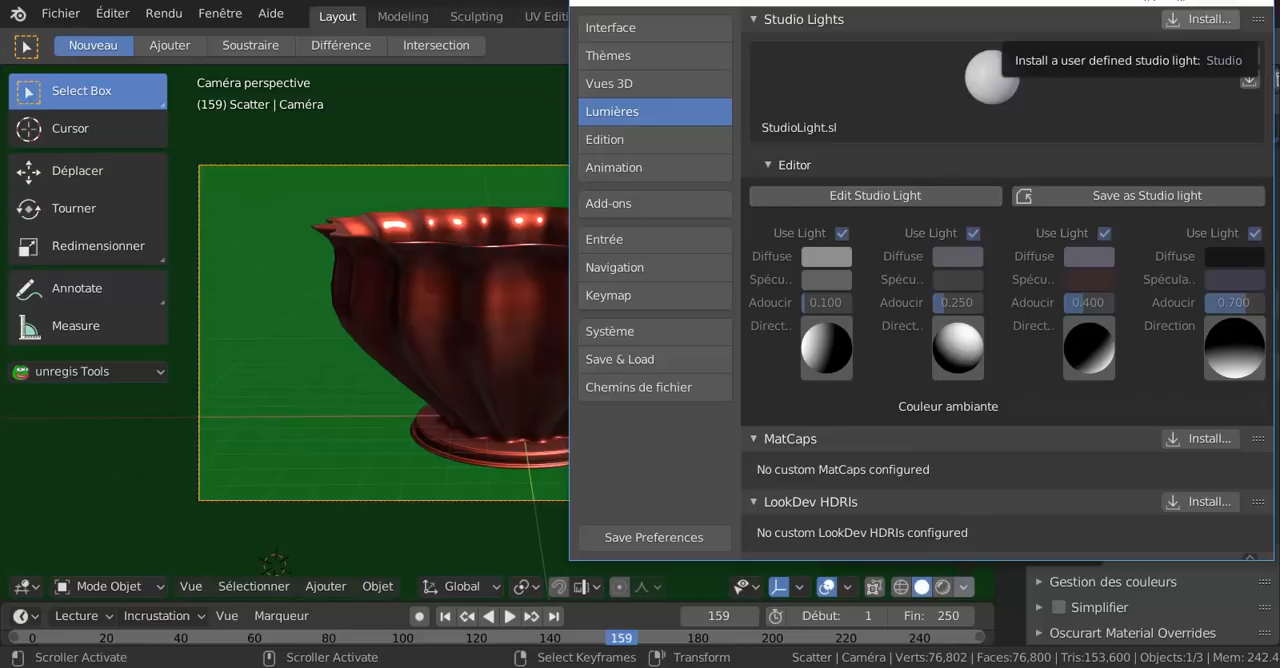 Fichier Éditer Rendu Fenêtre Aide Layout Modeling Sculpting UV Edit
Nouveau Ajouter Soustraire Différence Intersection
Select Box
Cursor
Déplacer
Tourner
Redimensionner
Annotate
Measure
unregis Tools
Caméra perspective
(159) Scatter | Caméra
Interface
Thèmes
Vues 3D
Lumières
Edition
Animation
Add-ons
Entrée
Navigation
Keymap
Système
Save & Load
Chemins de fichier
Save Preferences
Studio Lights Install...
Install a user defined studio light: Studio
StudioLight.sl
Editor
Edit Studio Light Save as Studio light
Use Light Use Light Use Light Use Light
Diffuse Diffuse Diffuse Diffuse
Spécu.. Spécu.. Spécu.. Spécula..
Adoucir 0.100 Adoucir 0.250 Adoucir 0.400 Adoucir 0.700
Direct.. Direct.. Direct.. Direction
Couleur ambiante
MatCaps Install...
No custom MatCaps configured
LookDev HDRIs Install...
No custom LookDev HDRIs configured
Mode Objet Vue Sélectionner Ajouter Objet Global
Gestion des couleurs
Simplifier
Oscurart Material Overrides
Lecture Incrustation Vue Marqueur 159 Début: 1 Fin: 250
0 20 40 60 80 100 120 140 159 180 200 220 240
Scroller Activate Scroller Activate Select Keyframes Transform Scatter | Caméra | Verts:76,802 | Faces:76,800 | Tris:153,600 | Objects:1/3 | Mem: 242.4